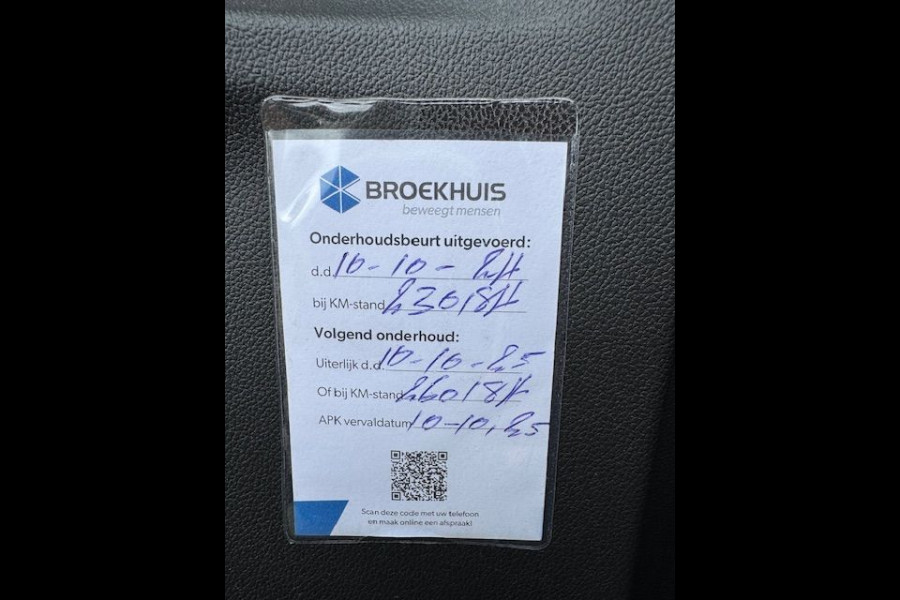 BROEKHUIS
beweegt mensen
Onderhoudsbeurt uitgevoerd:
d.d. 10-10-24
bij KM-stand 230184
Volgend onderhoud:
Uiterlijk d.d. 10-10-25
Of bij KM-stand 260184
APK vervaldatum 10-10-25
Scan deze code met uw telefoon
en maak online een afspraak!